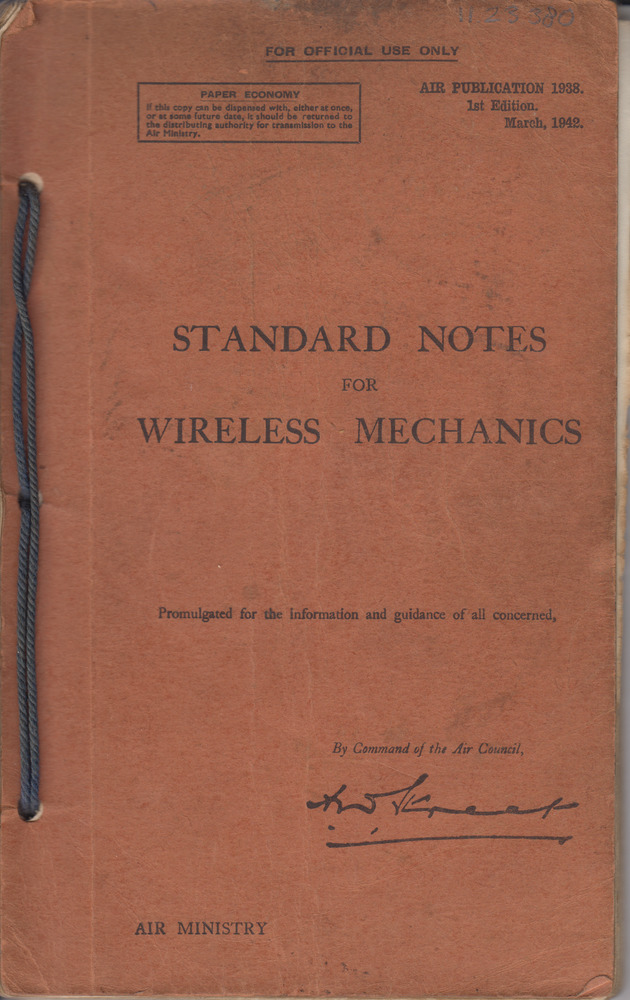 1123380
FOR OFFICIAL USE ONLY
AIR PUBLICATION 1938.
1st Edition.
March, 1942.
PAPER ECONOMY
If this copy can be dispensed with, either at once,
or at some future date, it should be returned to
the distributing authority for transmission to the
Air Ministry.
STANDARD NOTES
FOR
WIRELESS MECHANICS
Promulgated for the information and guidance of all concerned,
By Command of the Air Council,
AIR MINISTRY